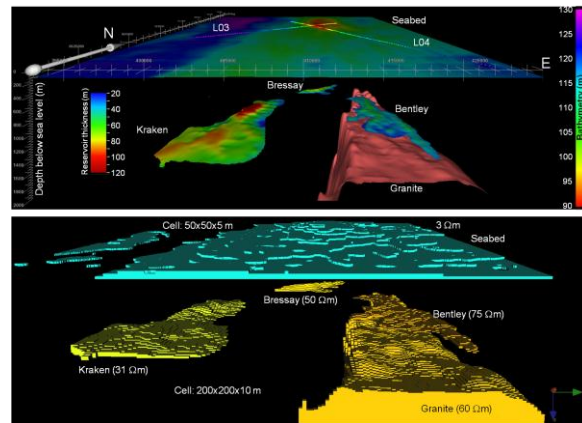 N
L03
Seabed
L04
E
Depth below sea level (m)
0
Bressay
Reservoir thickness (m)
20
40
60
80
100
120
Kraken
Bentley
Granite
Bathymetry (m)
130
125
120
115
110
105
100
95
90
Cell: 50x50x5 m
3 Ωm
Seabed
Bressay (50 Ωm)
Bentley (75 Ωm)
Kraken (31 Ωm)
Cell: 200x200x10 m
Granite (60 Ωm)